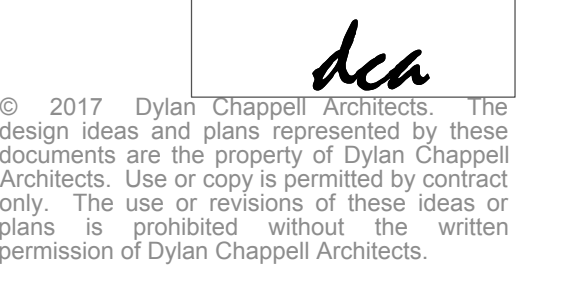 dca
© 2017 Dylan Chappell Architects. The
design ideas and plans represented by these
documents are the property of Dylan Chappell
Architects. Use or copy is permitted by contract
only. The use or revisions of these ideas or
plans is prohibited without the written
permission of Dylan Chappell Architects.